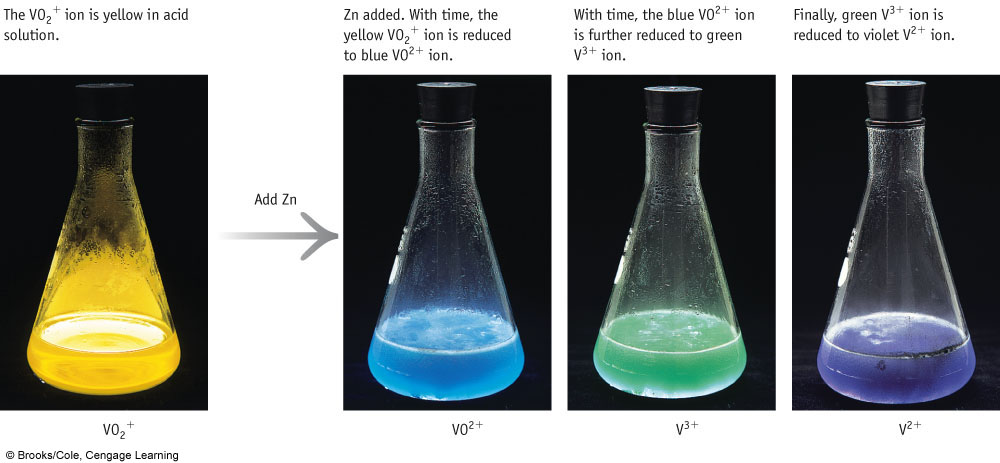 The VO₂⁺ ion is yellow in acid
solution.
Zn added. With time, the
yellow VO₂⁺ ion is reduced
to blue VO²⁺ ion.
With time, the blue VO²⁺ ion
is further reduced to green
V³⁺ ion.
Finally, green V³⁺ ion is
reduced to violet V²⁺ ion.
Add Zn
VO₂⁺
VO²⁺
V³⁺
V²⁺
© Brooks/Cole, Cengage Learning